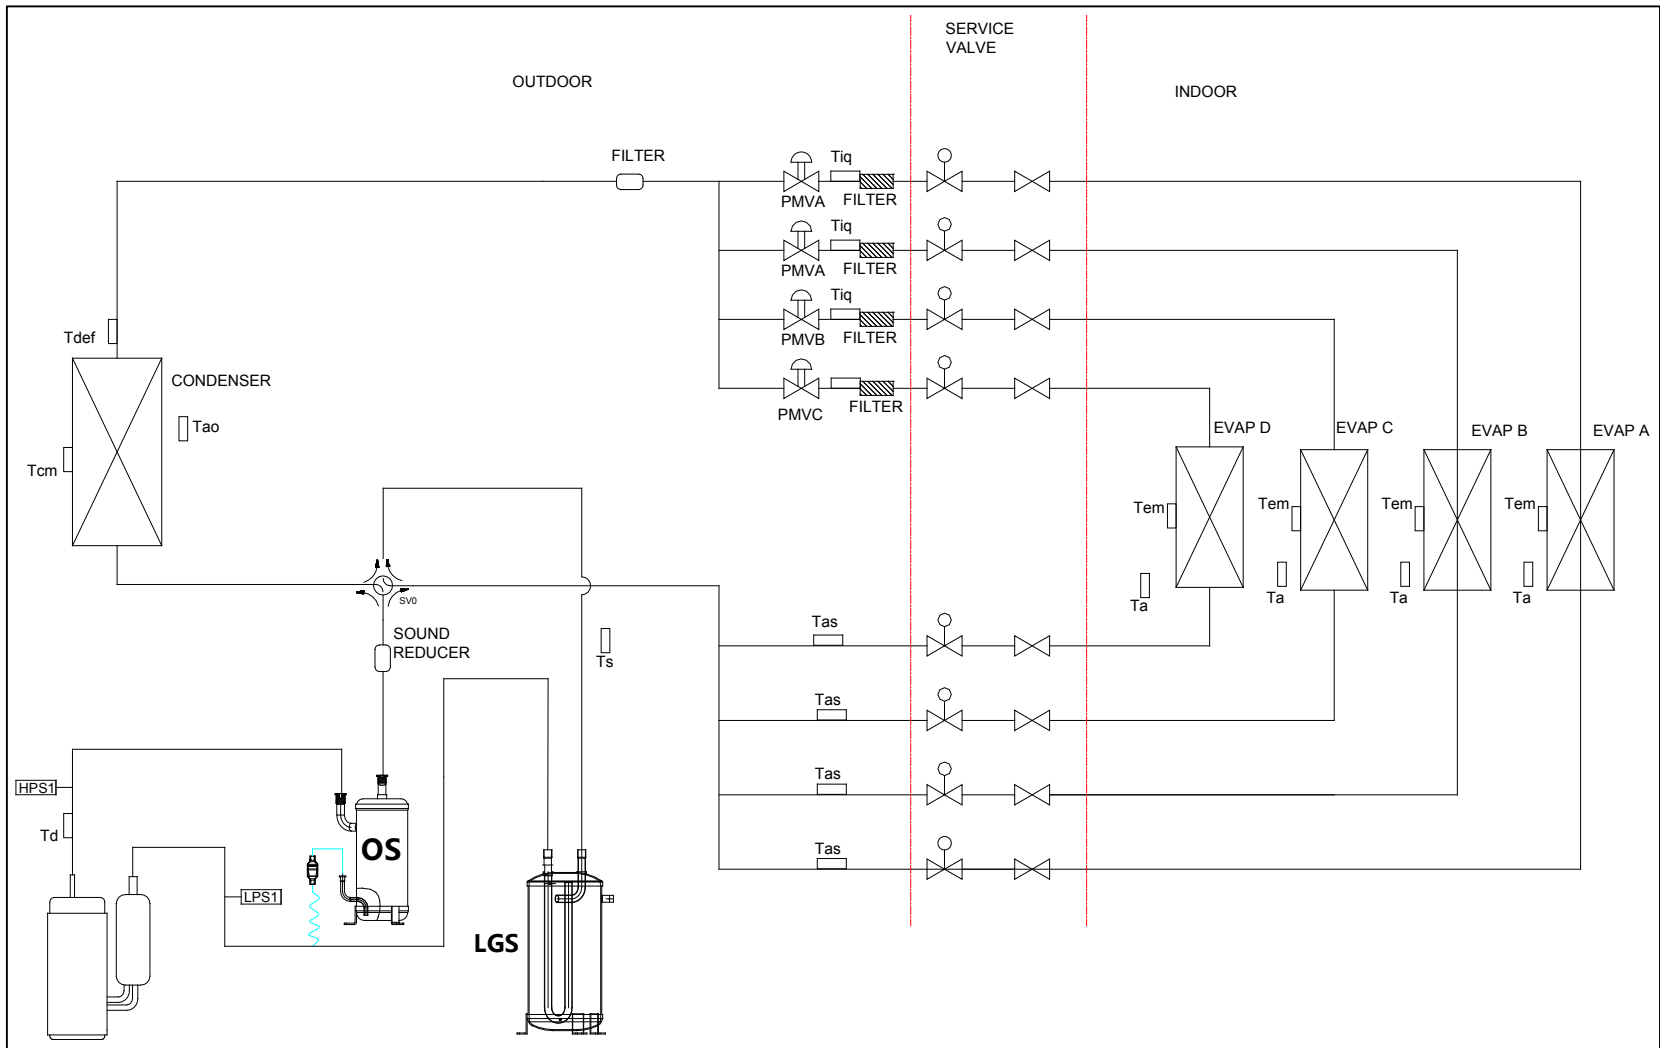 SERVICE
VALVE
OUTDOOR
INDOOR
FILTER
Tiq
PMVA
FILTER
Tiq
PMVA
FILTER
Tiq
PMVB
FILTER
Tdef
CONDENSER
PMVC
FILTER
Tao
EVAP D
EVAP C
EVAP B
EVAP A
Tcm
Tem
Tem
Tem
Tem
SV0
Ta
Ta
Ta
Ta
SOUND
REDUCER
Ts
Tas
Tas
Tas
Tas
HPS1
Td
OS
LPS1
LGS